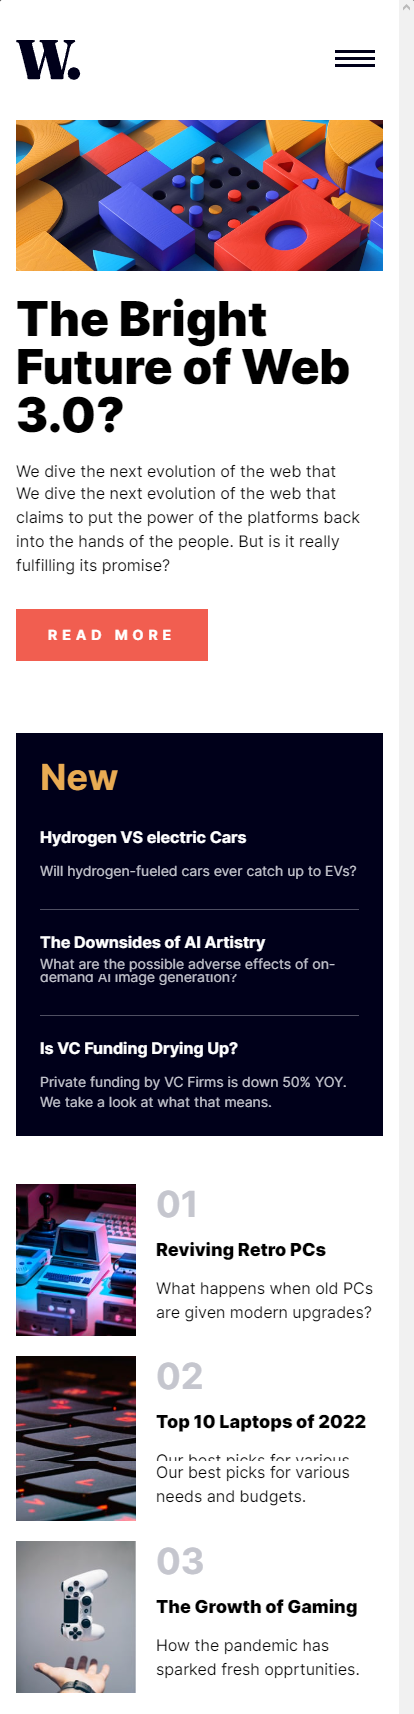 W.
The Bright
Future of Web
3.0?
We dive the next evolution of the web that
We dive the next evolution of the web that
claims to put the power of the platforms back
into the hands of the people. But is it really
fulfilling its promise?
READ MORE
New
Hydrogen VS electric Cars
Will hydrogen-fueled cars ever catch up to EVs?
The Downsides of AI Artistry
What are the possible adverse effects of on-
demand AI image generation?
Is VC Funding Drying Up?
Private funding by VC Firms is down 50% YOY.
We take a look at what that means.
01
Reviving Retro PCs
What happens when old PCs
are given modern upgrades?
02
Top 10 Laptops of 2022
Our best picks for various
Our best picks for various
needs and budgets.
03
The Growth of Gaming
How the pandemic has
sparked fresh opprtunities.